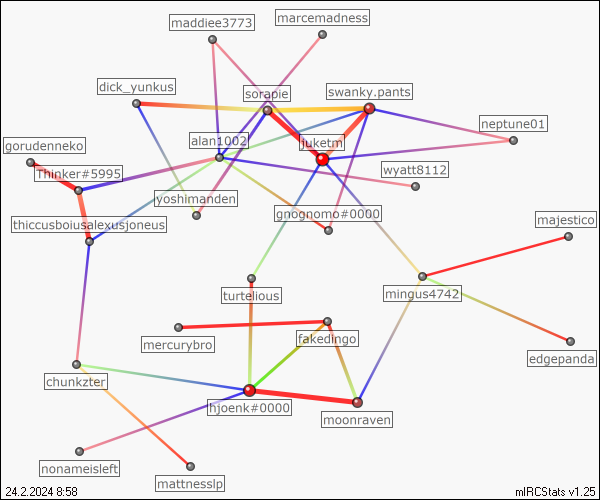 maddiee3773
marcemadness
dick_yunkus
sorapie
swanky.pants
neptune01
gorudenneko
alan1002
juketm
Thinker#5995
wyatt8112
yoshimanden
gnognomo#0000
thiccusboiusalexusjoneus
majestico
turtelious
mingus4742
mercurybro
fakedingo
edgepanda
chunkzter
hjoenk#0000
moonraven
nonameisleft
mattnesslp
24.2.2024 8:58
mIRCStats v1.25